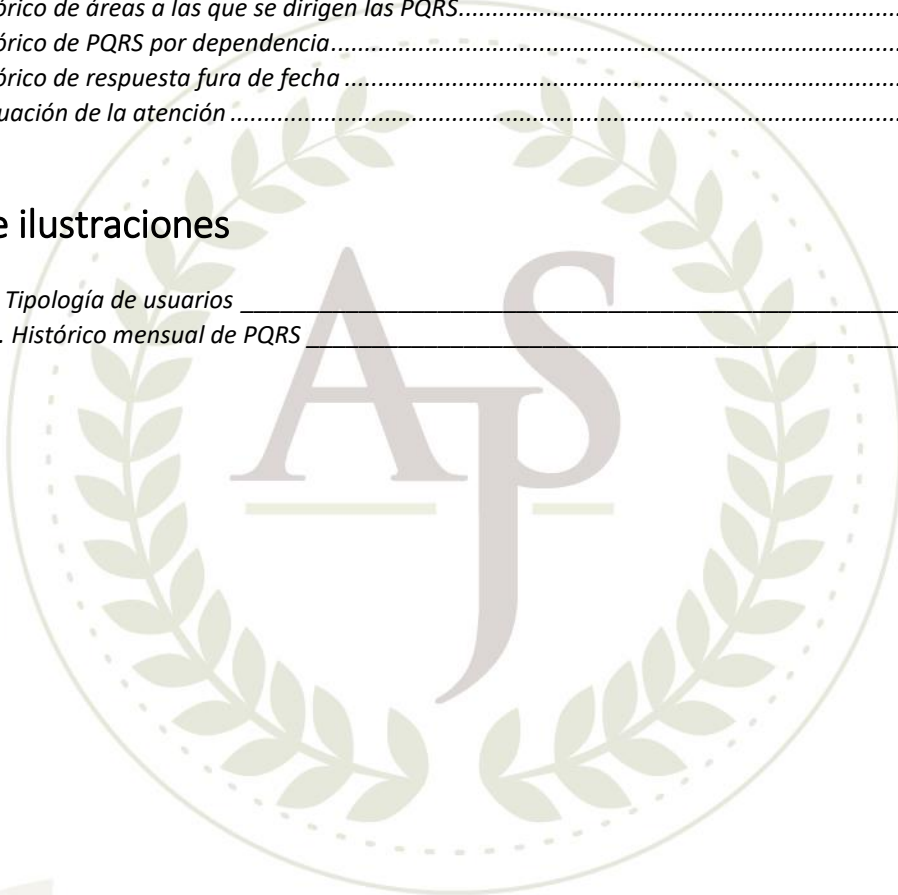 órico de áreas a las que se dirigen las PQRS
órico de PQRS por dependencia
órico de respuesta fura de fecha
uación de la atención
e ilustraciones
Tipología de usuarios
. Histórico mensual de PQRS
AJS